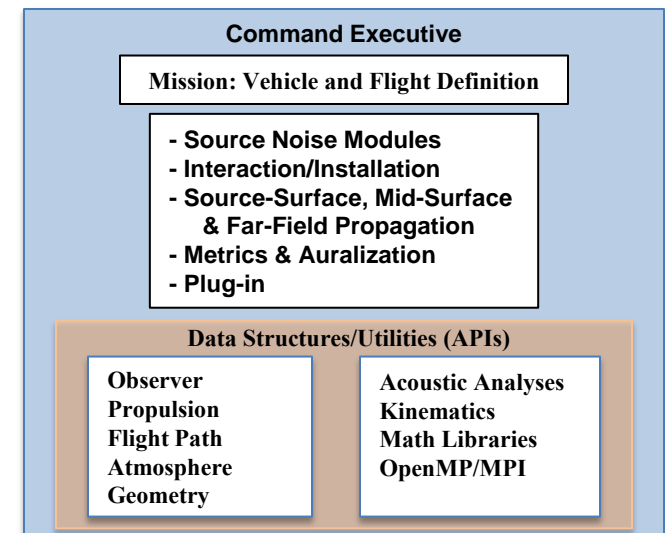 Command Executive
Mission: Vehicle and Flight Definition
- Source Noise Modules
- Interaction/Installation
- Source-Surface, Mid-Surface
& Far-Field Propagation
- Metrics & Auralization
- Plug-in
Data Structures/Utilities (APIs)
Observer
Propulsion
Flight Path
Atmosphere
Geometry
Acoustic Analyses
Kinematics
Math Libraries
OpenMP/MPI